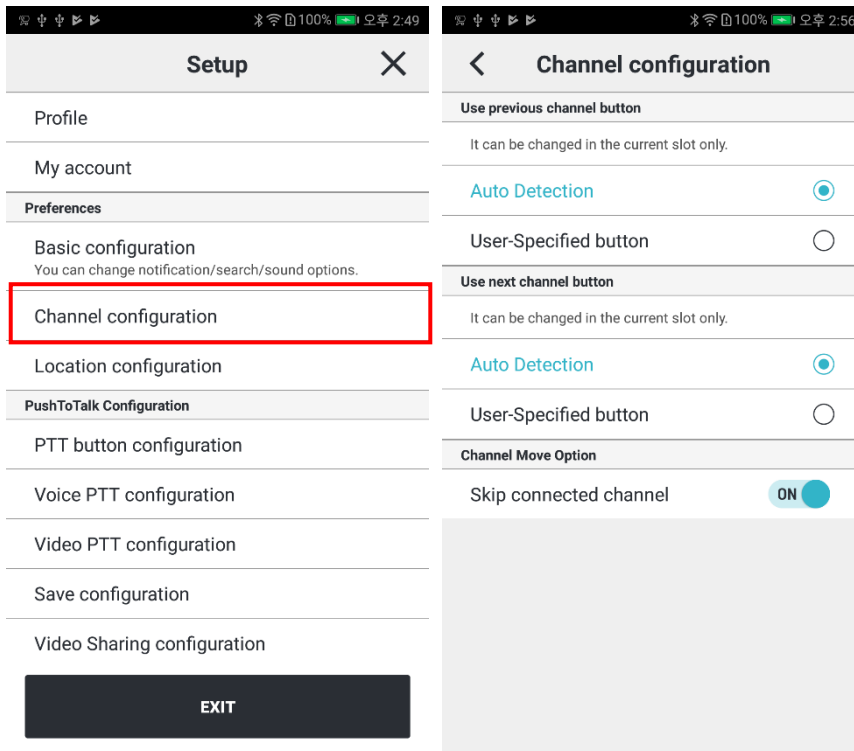 100% 오후 2:49
Setup
Profile
My account
Preferences
Basic configuration
You can change notification/search/sound options.
Channel configuration
Location configuration
PushToTalk Configuration
PTT button configuration
Voice PTT configuration
Video PTT configuration
Save configuration
Video Sharing configuration
EXIT
100% 오후 2:56
Channel configuration
Use previous channel button
It can be changed in the current slot only.
Auto Detection
User-Specified button
Use next channel button
It can be changed in the current slot only.
Auto Detection
User-Specified button
Channel Move Option
Skip connected channel
ON